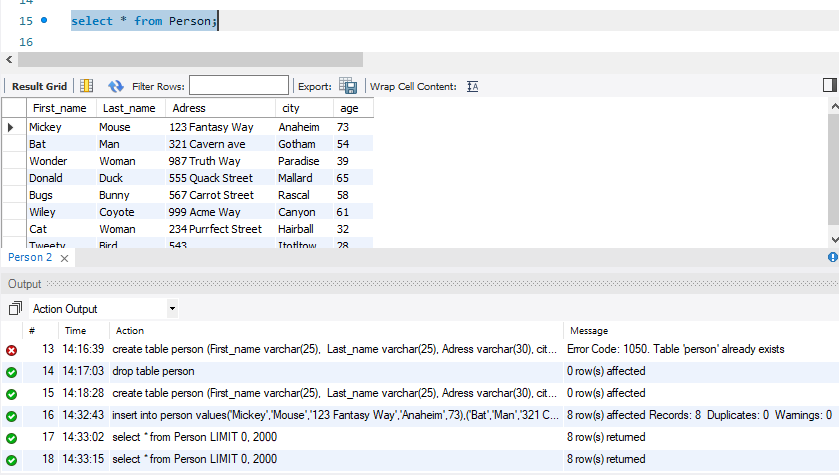 14
15 select * from Person;
16
Result Grid Filter Rows: Export: Wrap Cell Content:
First_name Last_name Adress city age
Mickey Mouse 123 Fantasy Way Anaheim 73
Bat Man 321 Cavern ave Gotham 54
Wonder Woman 987 Truth Way Paradise 39
Donald Duck 555 Quack Street Mallard 65
Bugs Bunny 567 Carrot Street Rascal 58
Wiley Coyote 999 Acme Way Canyon 61
Cat Woman 234 Purrfect Street Hairball 32
Tweety Bird 543 Itotltow 28
Person 2
Output
Action Output
# Time Action Message
13 14:16:39 create table person (First_name varchar(25), Last_name varchar(25), Adress varchar(30), cit... Error Code: 1050. Table 'person' already exists
14 14:17:03 drop table person 0 row(s) affected
15 14:18:28 create table person (First_name varchar(25), Last_name varchar(25), Adress varchar(30), cit... 0 row(s) affected
16 14:32:43 insert into person values('Mickey','Mouse','123 Fantasy Way','Anaheim',73),('Bat','Man','321 C... 8 row(s) affected Records: 8 Duplicates: 0 Warnings: 0
17 14:33:02 select * from Person LIMIT 0, 2000 8 row(s) returned
18 14:33:15 select * from Person LIMIT 0, 2000 8 row(s) returned